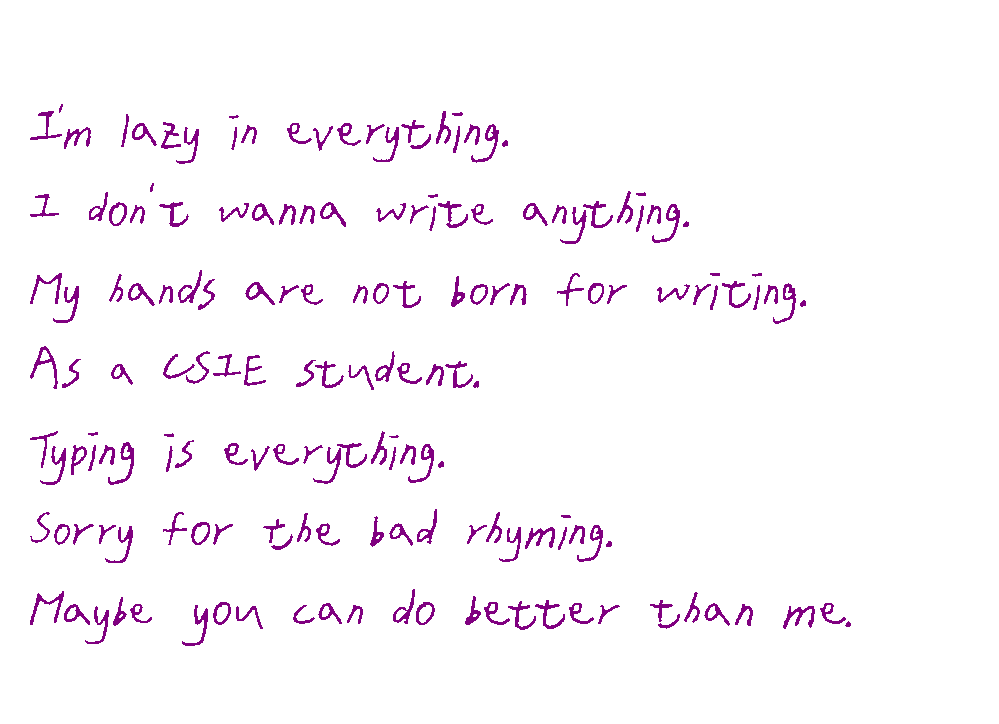 I'm lazy in everything.
I don't wanna write anything.
My hands are not born for writing.
As a CSIE student.
Typing is everything.
Sorry for the bad rhyming.
Maybe you can do better than me.